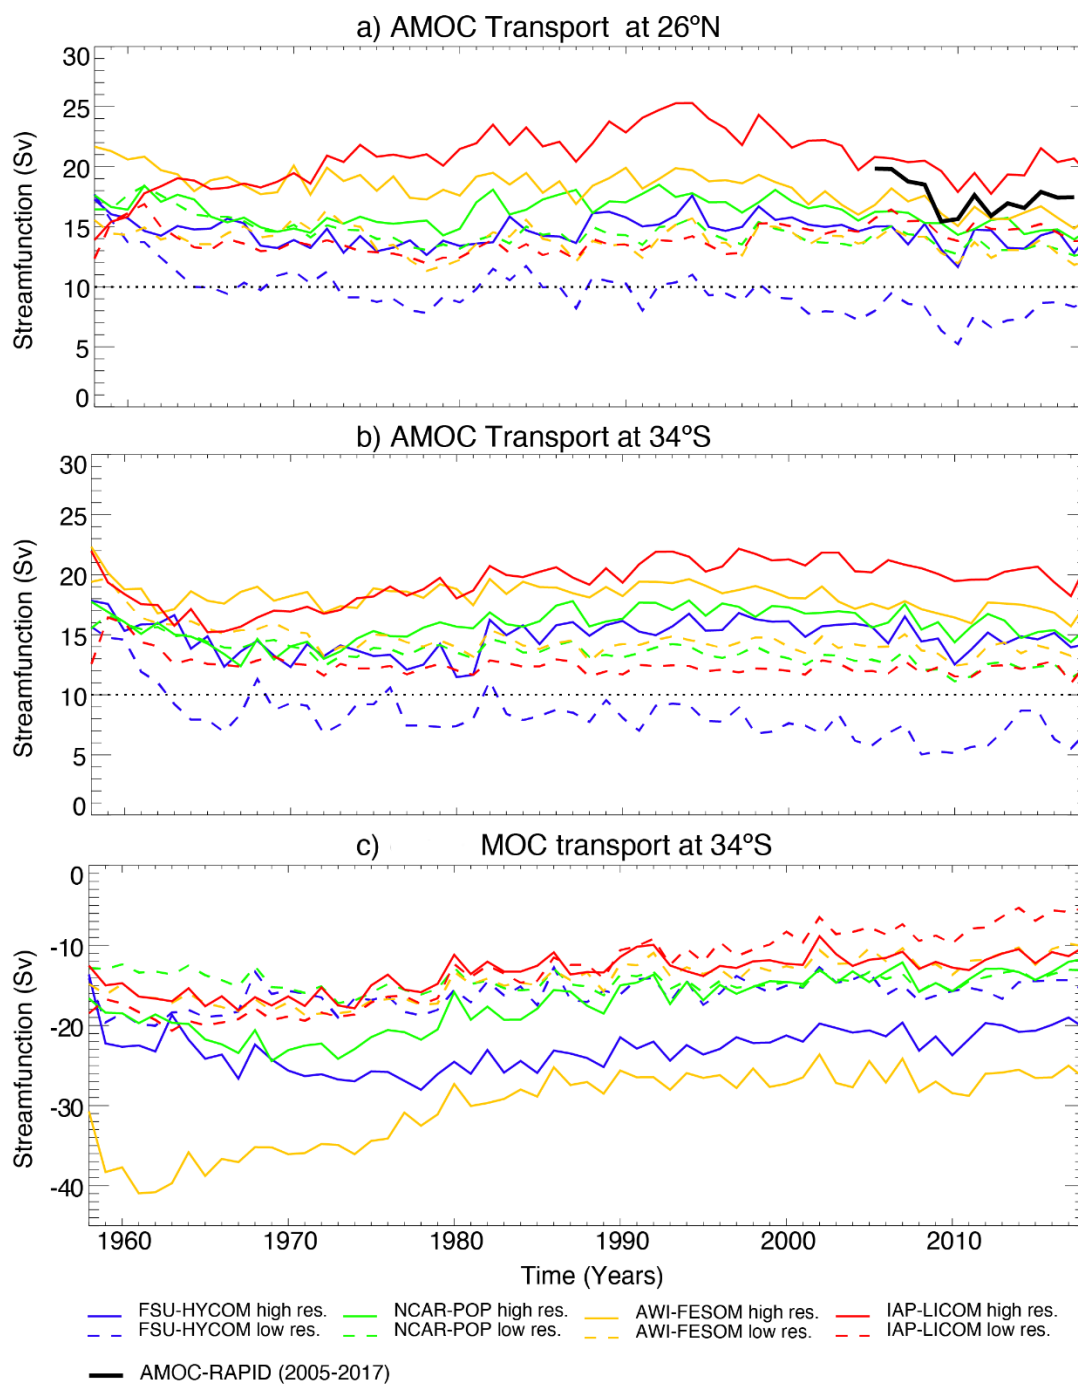 a) AMOC Transport at 26ºN
Streamfunction (Sv)
30
25
20
15
10
5
0
b) AMOC Transport at 34ºS
Streamfunction (Sv)
30
25
20
15
10
5
0
c) MOC transport at 34ºS
Streamfunction (Sv)
0
-10
-20
-30
-40
1960 1970 1980 1990 2000 2010
Time (Years)
FSU-HYCOM high res. NCAR-POP high res. AWI-FESOM high res. IAP-LICOM high res.
FSU-HYCOM low res. NCAR-POP low res. AWI-FESOM low res. IAP-LICOM low res.
AMOC-RAPID (2005-2017)